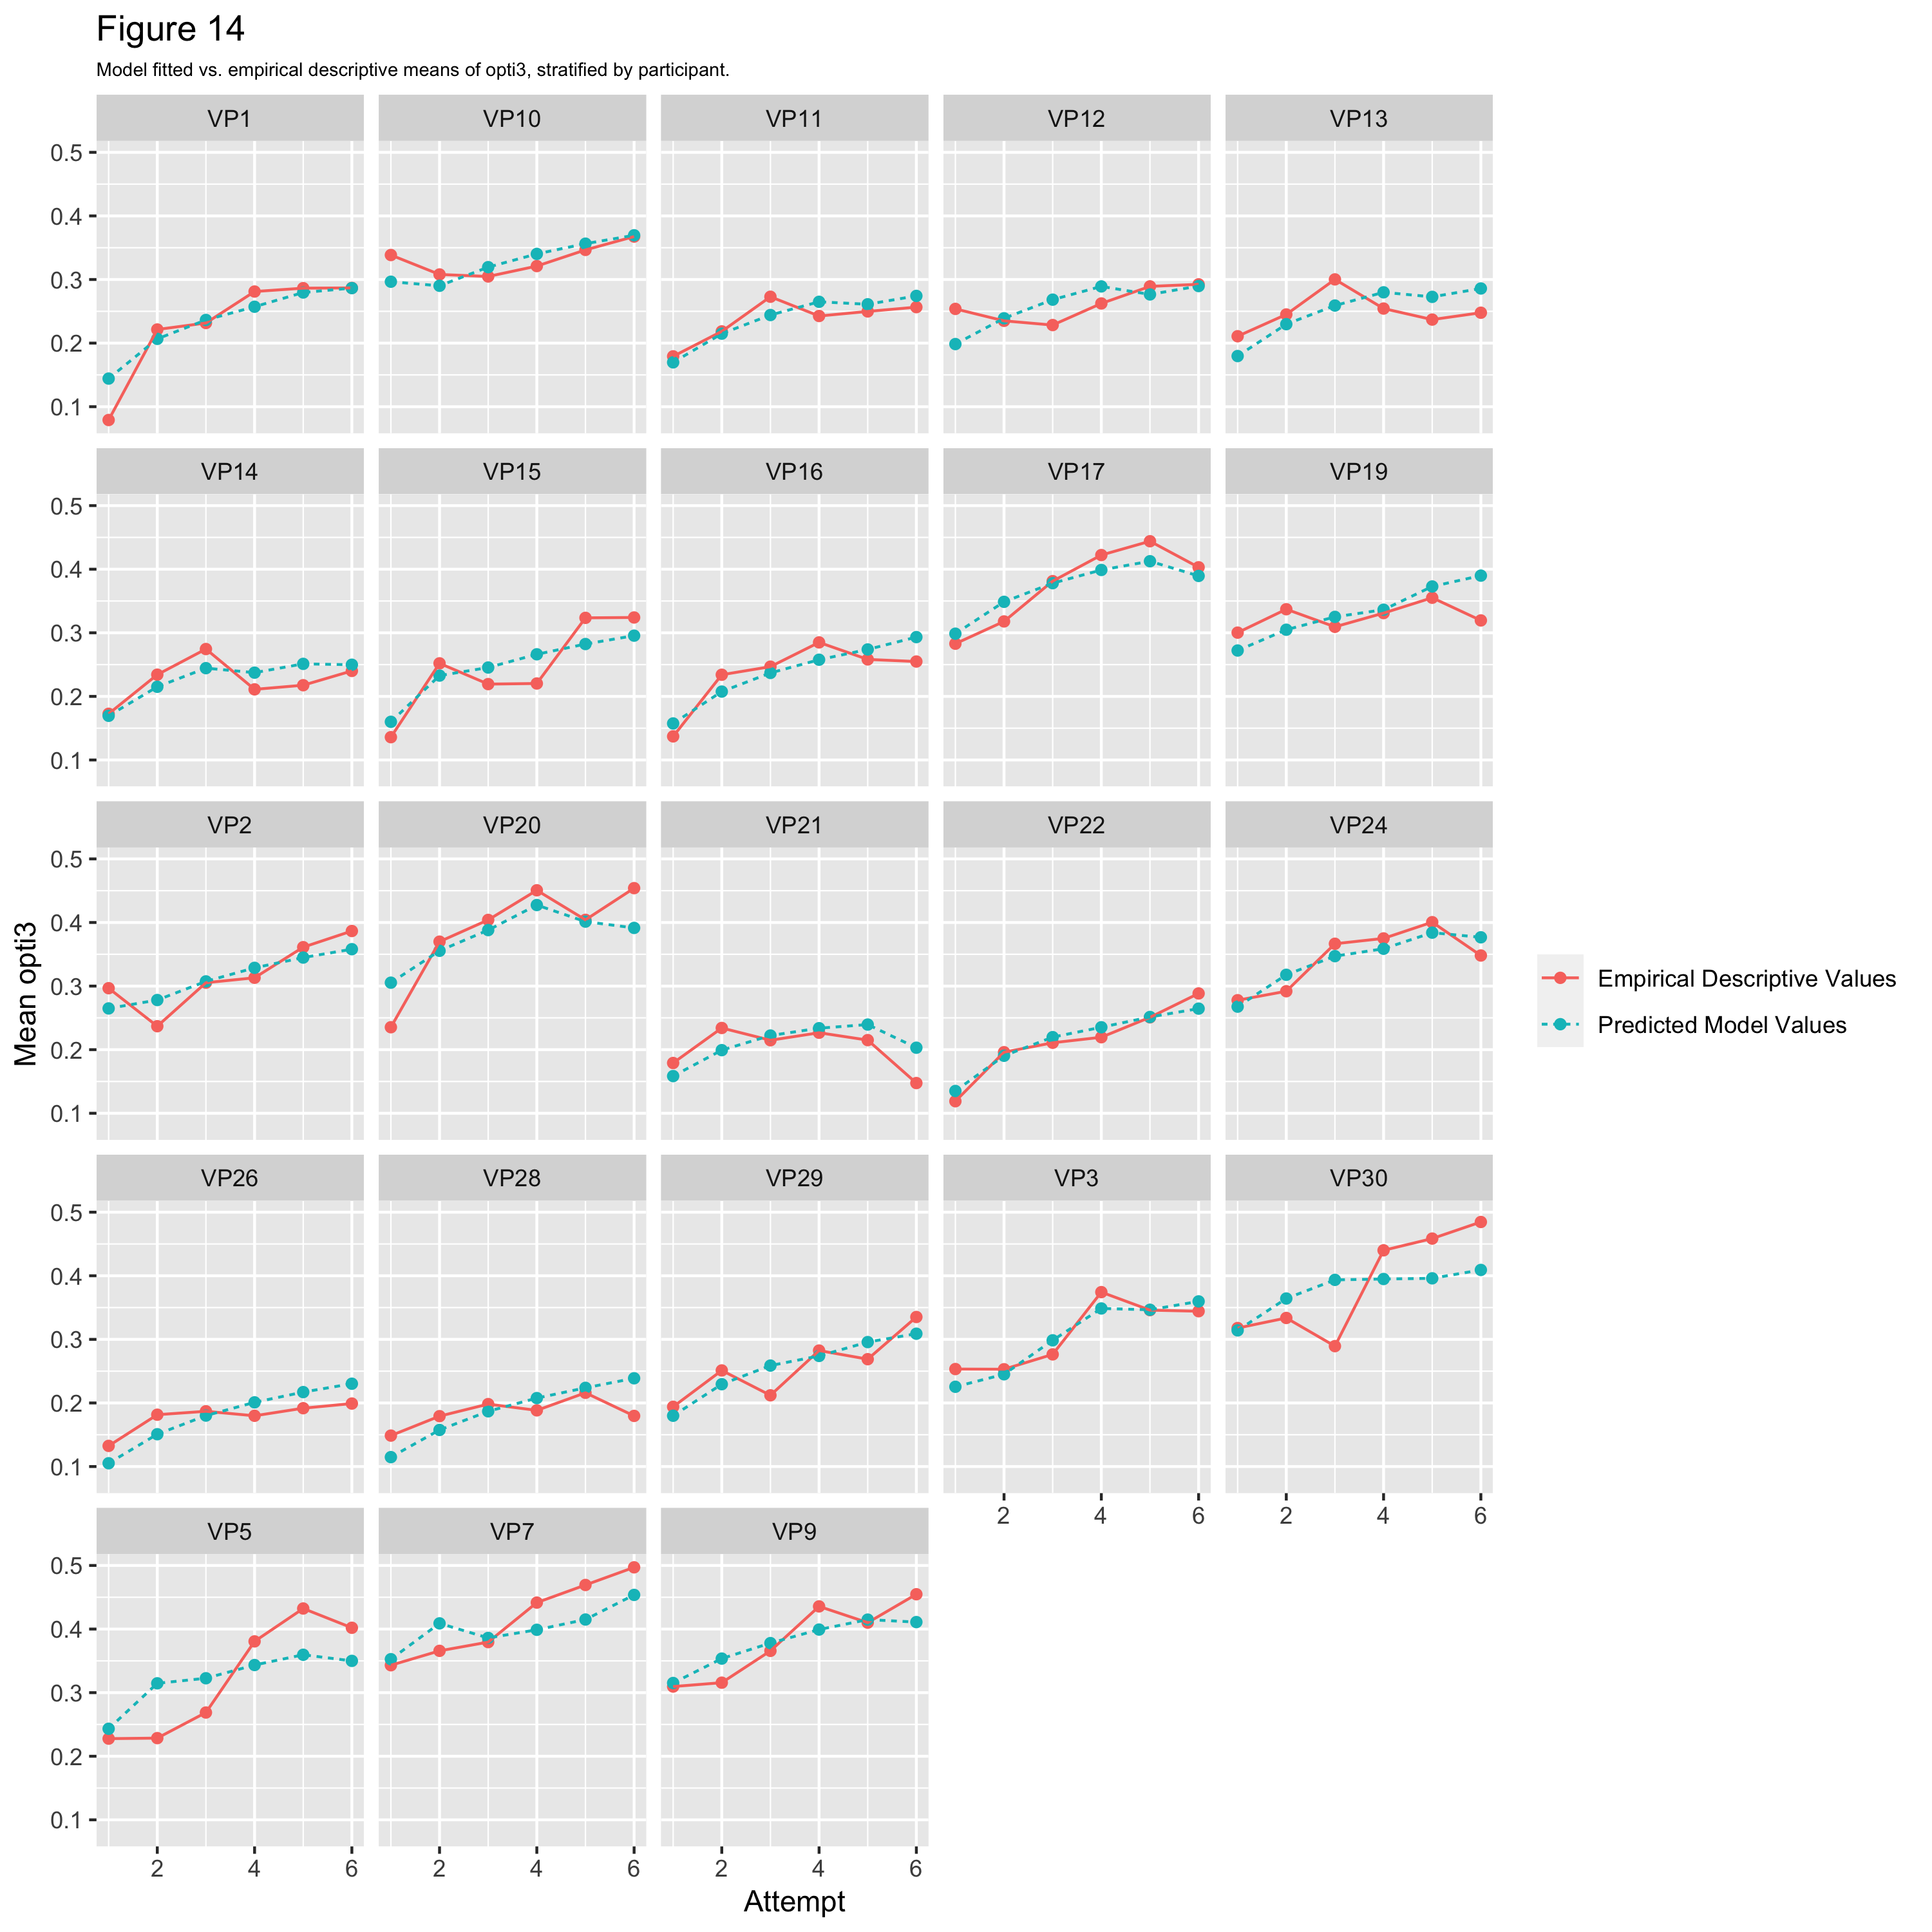 Figure 14
Model fitted vs. empirical descriptive means of opti3, stratified by participant.
VP1 VP10 VP11 VP12 VP13
0.5
0.4
0.3
0.2
0.1
VP14 VP15 VP16 VP17 VP19
0.5
0.4
0.3
0.2
0.1
VP2 VP20 VP21 VP22 VP24
0.5
0.4
0.3
0.2
0.1
Mean opti3
Empirical Descriptive Values
Predicted Model Values
VP26 VP28 VP29 VP3 VP30
0.5
0.4
0.3
0.2
0.1
2 4 6 2 4 6
VP5 VP7 VP9
0.5
0.4
0.3
0.2
0.1
2 4 6 2 4 6 2 4 6
Attempt